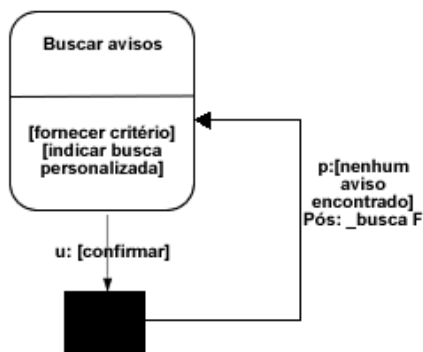 Buscar avisos
[fornecer critério]
[indicar busca
personalizada]
p:[nenhum
aviso
encontrado]
Pós: _busca F
u: [confirmar]